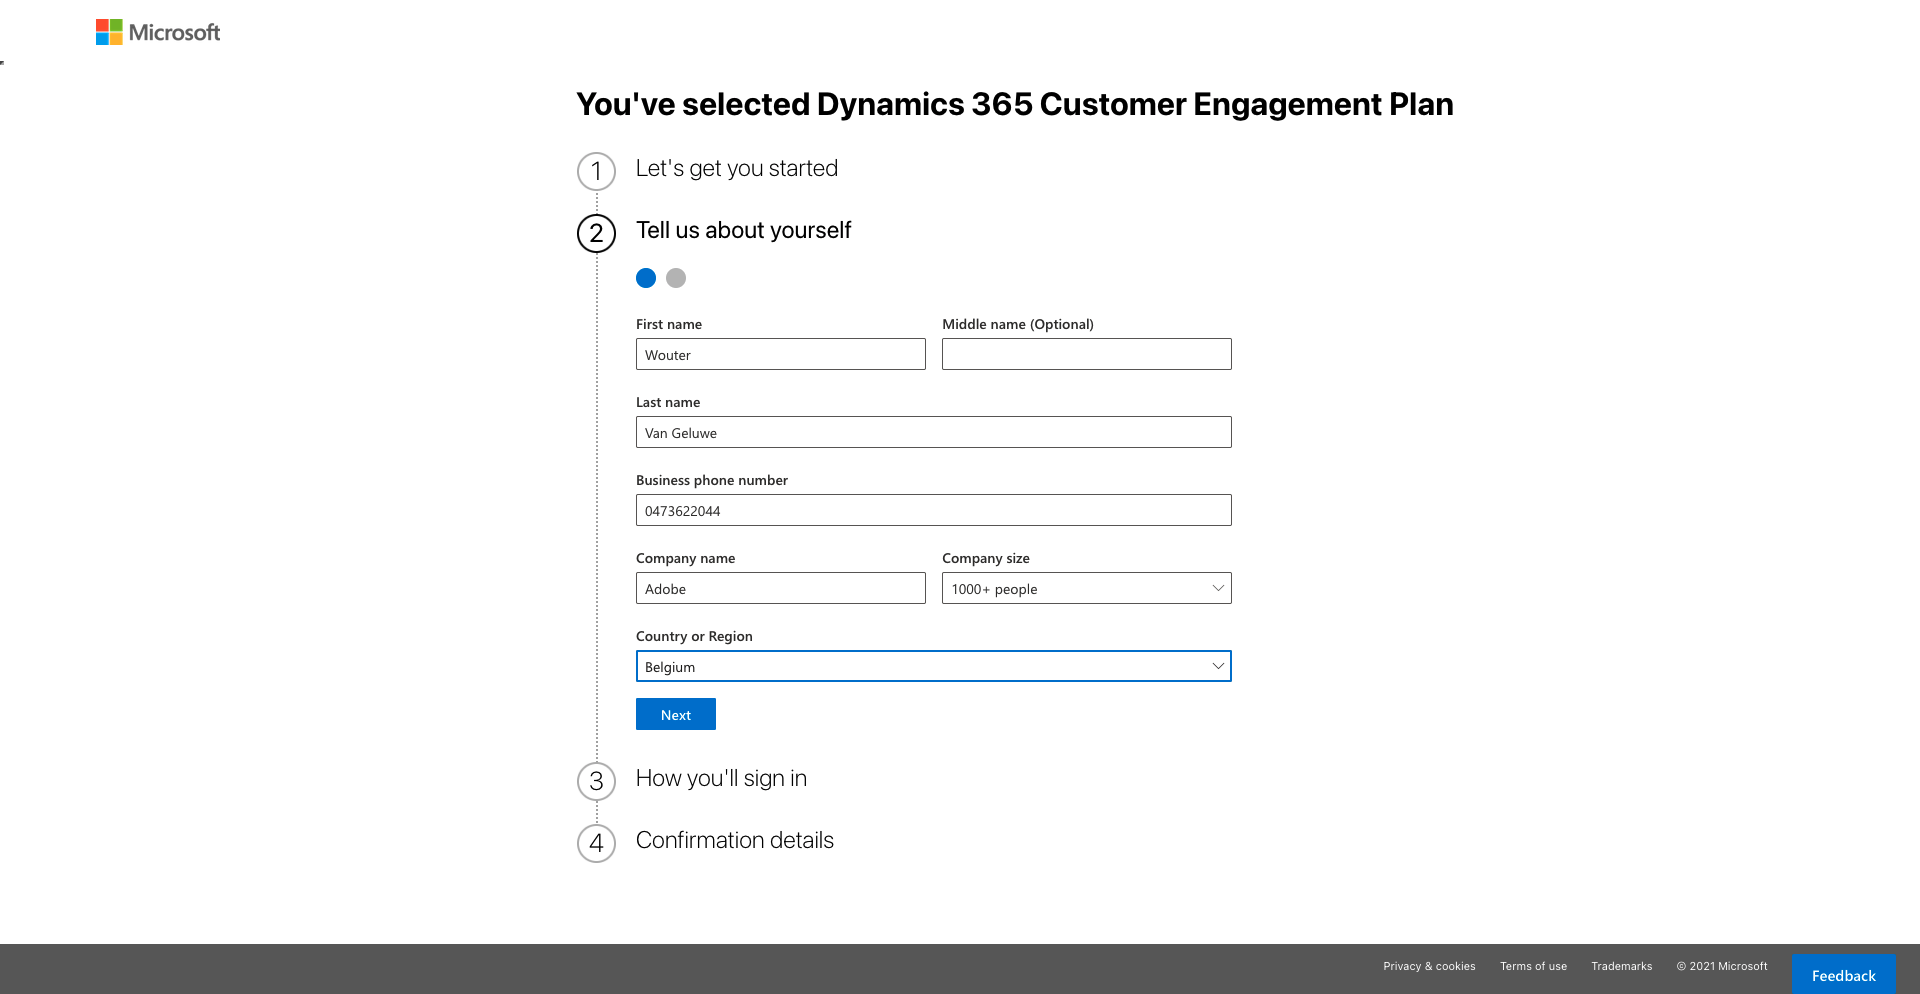 Microsoft
You've selected Dynamics 365 Customer Engagement Plan
1 Let's get you started
2 Tell us about yourself
First name Middle name (Optional)
Wouter
Last name
Van Geluwe
Business phone number
0473622044
Company name Company size
Adobe 1000+ people
Country or Region
Belgium
Next
3 How you'll sign in
4 Confirmation details
Privacy & cookies Terms of use Trademarks © 2021 Microsoft Feedback